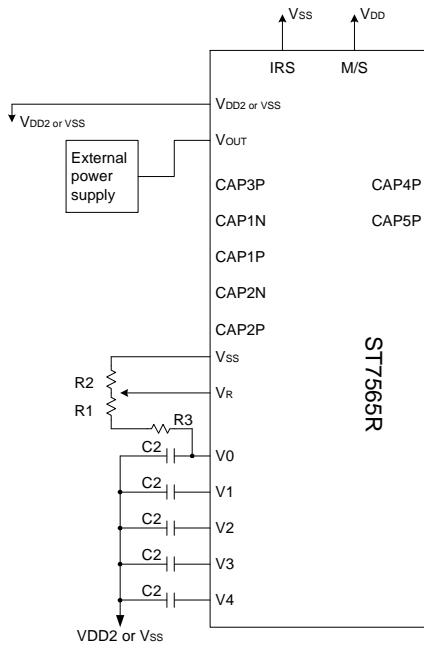 VSS
VDD
IRS
M/S
VDD2 or VSS
VDD2 or VSS
VOUT
External
power
supply
CAP3P
CAP4P
CAP1N
CAP5P
CAP1P
CAP2N
CAP2P
VSS
R2
VR
R1
R3
C2
V0
C2
V1
C2
V2
C2
V3
C2
V4
VDD2 or VSS
ST7565R